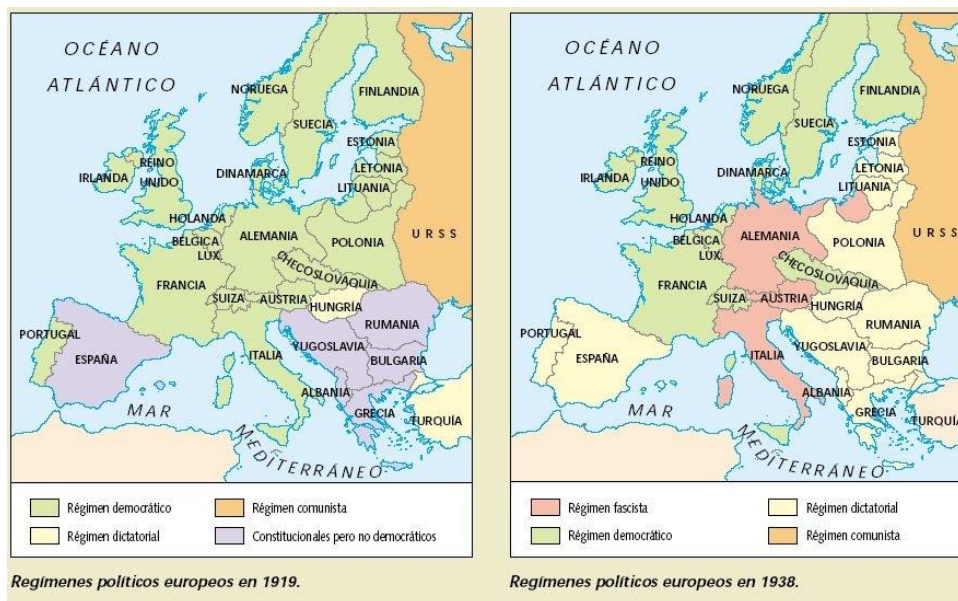 OCÉANO
ATLÁNTICO
NORUEGA
FINLANDIA
SUECIA
ESTONIA
LETONIA
LITUANIA
REINO
UNIDO
IRLANDA
DINAMARCA
HOLANDA
BÉLGICA
LUX.
ALEMANIA
POLONIA
URSS
CHECOSLOVAQUIA
FRANCIA
SUIZA
AUSTRIA
HUNGRÍA
RUMANIA
PORTUGAL
ESPAÑA
ITALIA
YUGOSLAVIA
BULGARIA
ALBANIA
GRECIA
TURQUÍA
MAR
MEDITERRÁNEO
Régimen democrático
Régimen comunista
Régimen dictatorial
Constitucionales pero no democráticos
Regímenes políticos europeos en 1919.
OCÉANO
ATLÁNTICO
NORUEGA
FINLANDIA
SUECIA
ESTONIA
LETONIA
LITUANIA
REINO
UNIDO
IRLANDA
DINAMARCA
HOLANDA
BÉLGICA
LUX.
ALEMANIA
POLONIA
URSS
CHECOSLOVAQUIA
FRANCIA
SUIZA
AUSTRIA
HUNGRÍA
RUMANIA
PORTUGAL
ESPAÑA
ITALIA
YUGOSLAVIA
BULGARIA
ALBANIA
GRECIA
TURQUÍA
MAR
MEDITERRÁNEO
Régimen fascista
Régimen dictatorial
Régimen democrático
Régimen comunista
Regímenes políticos europeos en 1938.